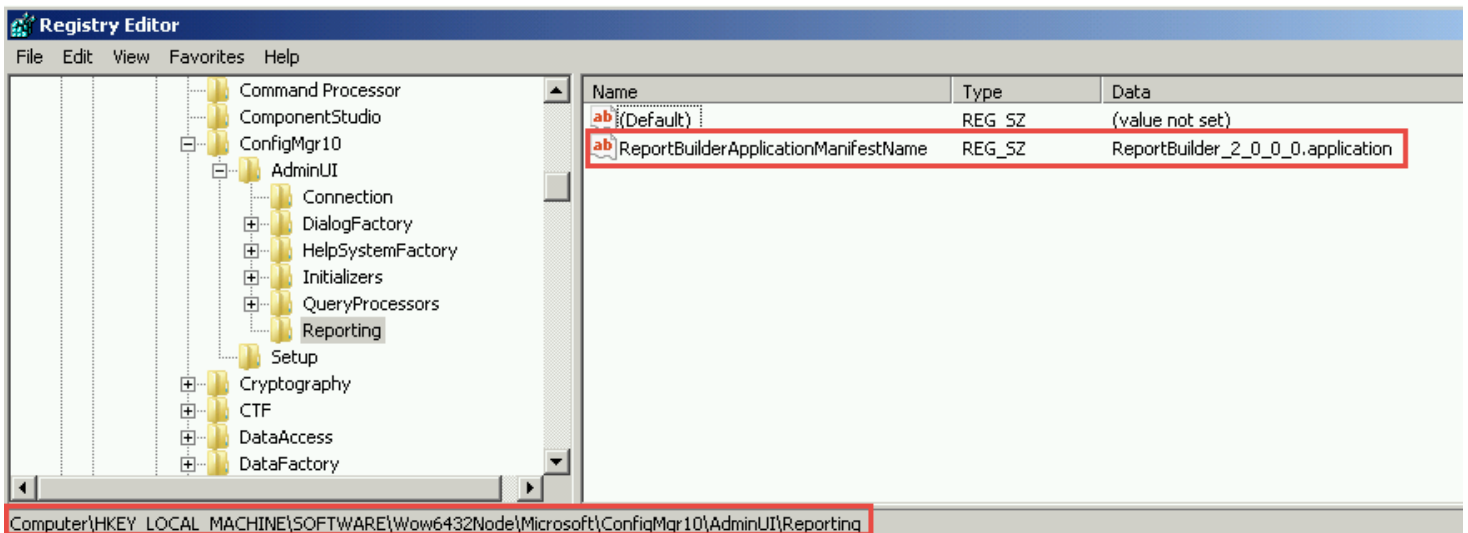 Registry Editor
File Edit View Favorites Help
Command Processor
ComponentStudio
ConfigMgr10
AdminUI
Connection
DialogFactory
HelpSystemFactory
Initializers
QueryProcessors
Reporting
Setup
Cryptography
CTF
DataAccess
DataFactory
Name Type Data
ab (Default) REG_SZ (value not set)
ab ReportBuilderApplicationManifestName REG_SZ ReportBuilder_2_0_0_0.application
Computer\HKEY_LOCAL_MACHINE\SOFTWARE\Wow6432Node\Microsoft\ConfigMgr10\AdminUI\Reporting